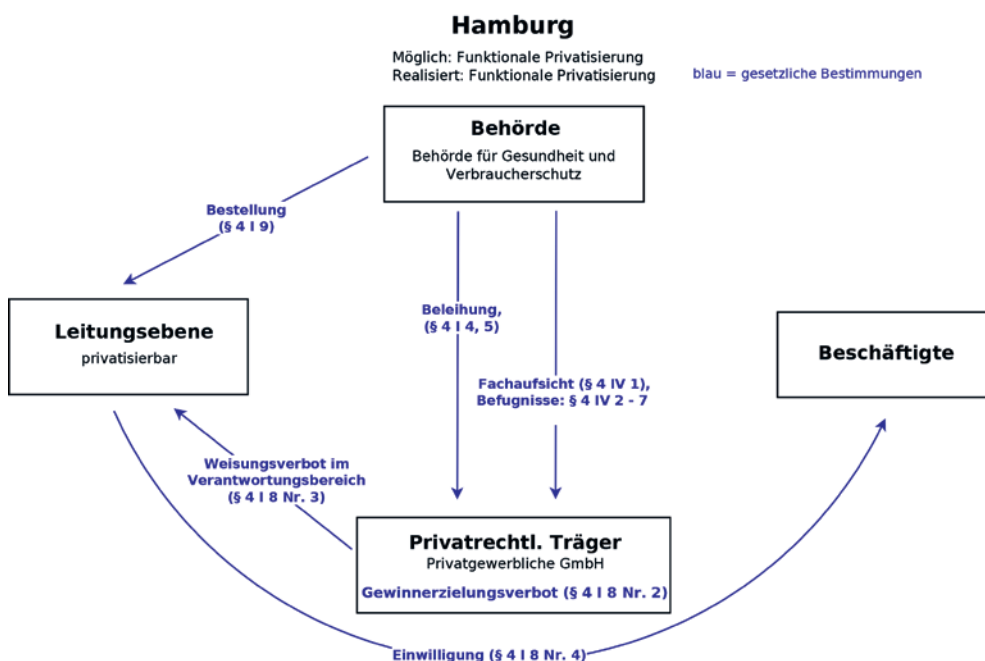 Hamburg
Möglich: Funktionale Privatisierung
Realisiert: Funktionale Privatisierung
blau = gesetzliche Bestimmungen
Behörde
Behörde für Gesundheit und
Verbraucherschutz
Bestellung
(§ 4 I 9)
Leitungsebene
privatisierbar
Beleihung,
(§ 4 I 4, 5)
Beschäftigte
Fachaufsicht (§ 4 IV 1),
Befugnisse: § 4 IV 2 - 7
Weisungsverbot im
Verantwortungsbereich
(§ 4 I 8 Nr. 3)
Privatrechtl. Träger
Privatgewerbliche GmbH
Gewinnerzielungsverbot (§ 4 I 8 Nr. 2)
Einwilligung (§ 4 I 8 Nr. 4)